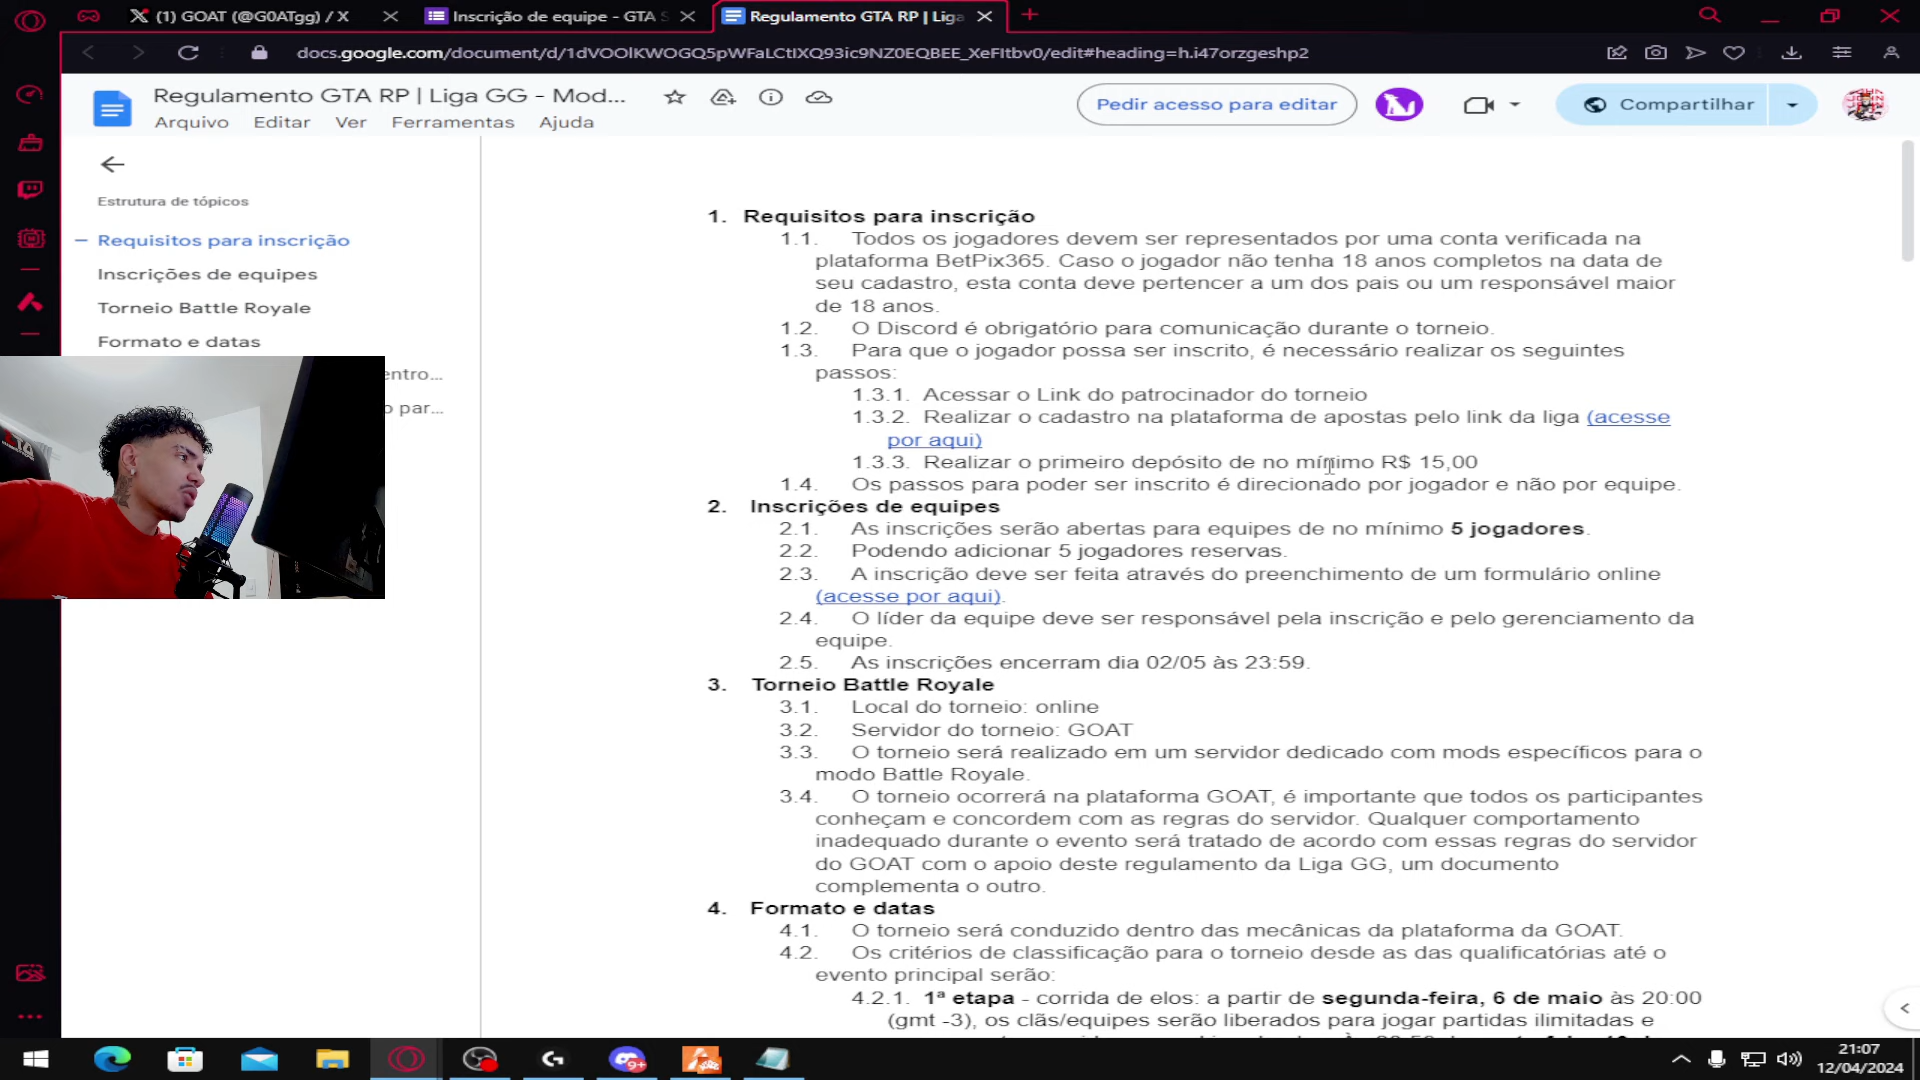 (1) GOAT (@G0ATgg) / X
Inscrição de equipe - GTA S
Regulamento GTA RP | Liga
docs.google.com/document/d/1dVOOlKWOGQ5pWFaLCtIXQ93ic9NZ0EQBEE_XeFItbv0/edit#heading=h.i47orzgeshp2
Regulamento GTA RP | Liga GG - Mod...
Pedir acesso para editar
Compartilhar
Arquivo Editar Ver Ferramentas Ajuda
Estrutura de tópicos
Requisitos para inscrição
Inscrições de equipes
Torneio Battle Royale
Formato e datas
entro...
o par...
1. Requisitos para inscrição
1.1. Todos os jogadores devem ser representados por uma conta verificada na
plataforma BetPix365. Caso o jogador não tenha 18 anos completos na data de
seu cadastro, esta conta deve pertencer a um dos pais ou um responsável maior
de 18 anos.
1.2. O Discord é obrigatório para comunicação durante o torneio.
1.3. Para que o jogador possa ser inscrito, é necessário realizar os seguintes
passos:
1.3.1. Acessar o Link do patrocinador do torneio
1.3.2. Realizar o cadastro na plataforma de apostas pelo link da liga (acesse
por aqui)
1.3.3. Realizar o primeiro depósito de no mínimo R$ 15,00
1.4. Os passos para poder ser inscrito é direcionado por jogador e não por equipe.
2. Inscrições de equipes
2.1. As inscrições serão abertas para equipes de no mínimo 5 jogadores.
2.2. Podendo adicionar 5 jogadores reservas.
2.3. A inscrição deve ser feita através do preenchimento de um formulário online
(acesse por aqui).
2.4. O líder da equipe deve ser responsável pela inscrição e pelo gerenciamento da
equipe.
2.5. As inscrições encerram dia 02/05 às 23:59.
3. Torneio Battle Royale
3.1. Local do torneio: online
3.2. Servidor do torneio: GOAT
3.3. O torneio será realizado em um servidor dedicado com mods específicos para o
modo Battle Royale.
3.4. O torneio ocorrerá na plataforma GOAT, é importante que todos os participantes
conheçam e concordem com as regras do servidor. Qualquer comportamento
inadequado durante o evento será tratado de acordo com essas regras do servidor
do GOAT com o apoio deste regulamento da Liga GG, um documento
complementa o outro.
4. Formato e datas
4.1. O torneio será conduzido dentro das mecânicas da plataforma da GOAT.
4.2. Os critérios de classificação para o torneio desde as das qualificatórias até o
evento principal serão:
4.2.1. 1ª etapa - corrida de elos: a partir de segunda-feira, 6 de maio às 20:00
(gmt -3), os clãs/equipes serão liberados para jogar partidas ilimitadas e
9+
21:07
12/04/2024